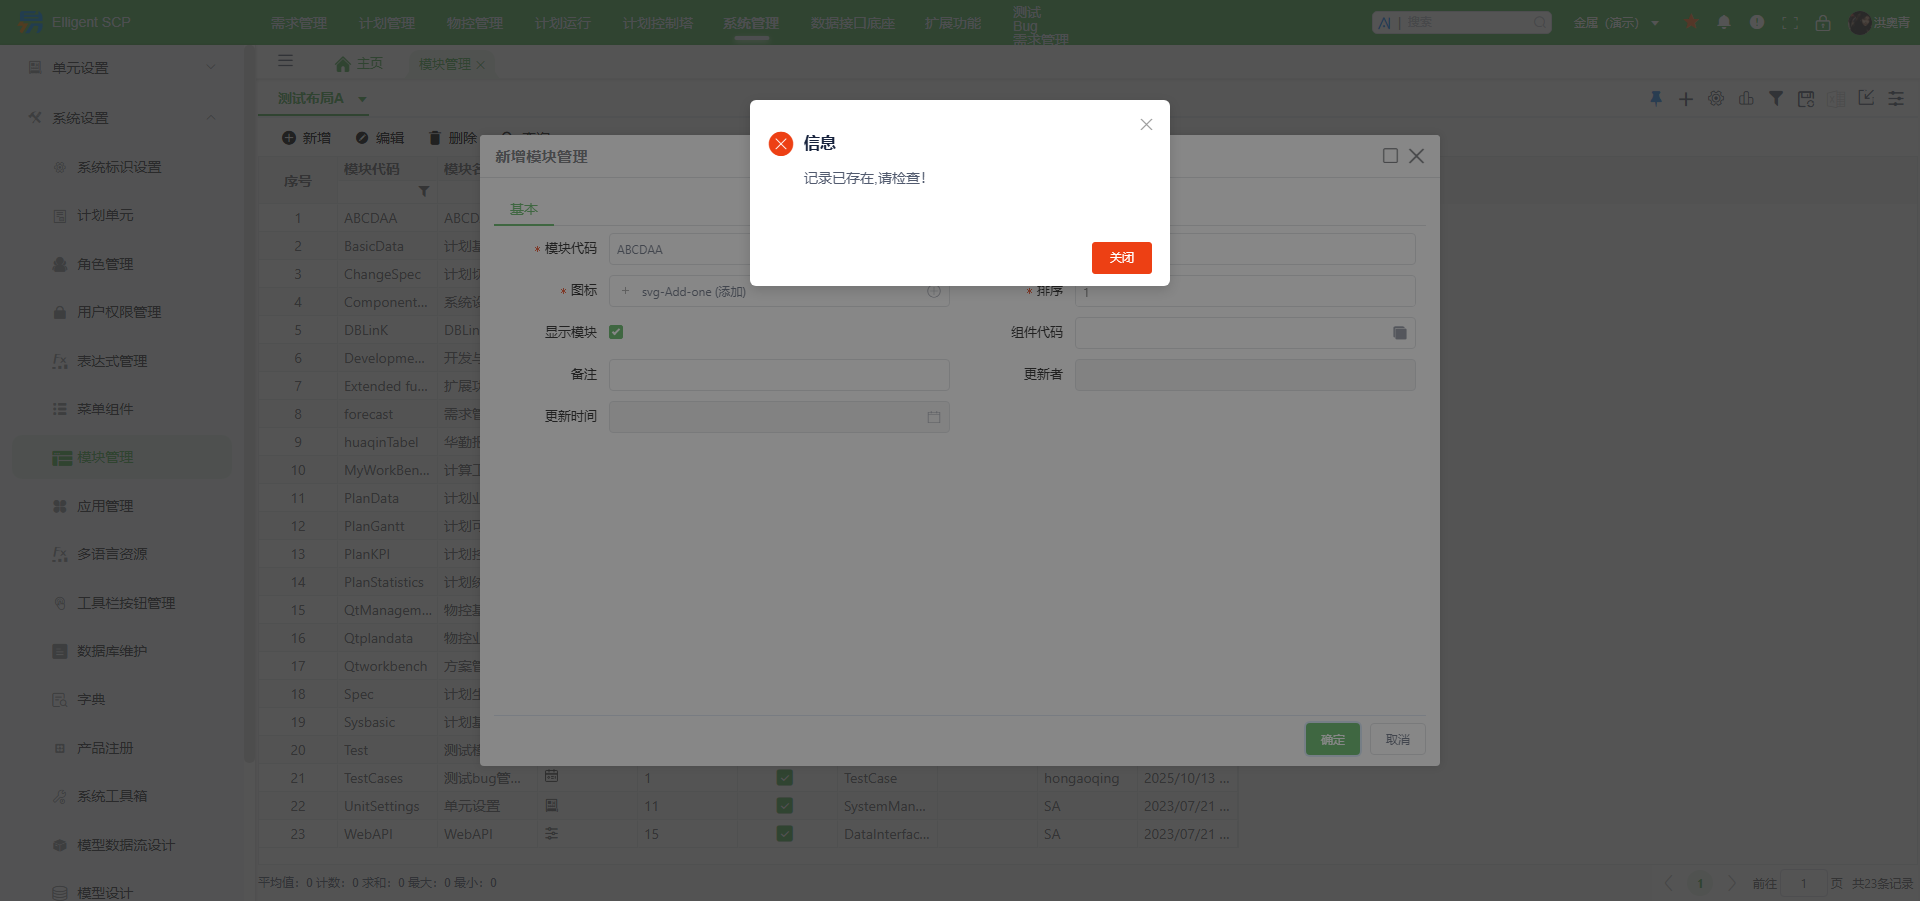 Elligent SCP
需求管理
计划管理
物控管理
计划运行
计划控制塔
系统管理
数据接口底座
扩展功能
测试
Bug
需求管理
搜索
全屋（演示）
洪奥青
单元设置
系统设置
系统标识设置
计划单元
角色管理
用户权限管理
表达式管理
菜单组件
模块管理
应用管理
多语言资源
工具栏按钮管理
数据库维护
字典
产品注册
系统工具箱
模型数据流设计
模型设计
主页
模块管理
测试布局A
新增 编辑 删除
序号 模块代码
1 ABCDAA ABCD
2 BasicData 计划基
3 ChangeSpec 计划切
4 Component... 系统设
5 DBLinK DBLin
6 Developme... 开发与
7 Extended fu... 扩展功
8 forecast 需求管
9 huaqinTabel 华勤报
10 MyWorkBen... 计算工
11 PlanData 计划业
12 PlanGantt 计划可
13 PlanKPI 计划控
14 PlanStatistics 计划统
15 QtManagem... 物控基
16 Qtplandata 物控业
17 Qtworkbench 方案管
18 Spec 计划生
19 Sysbasic 计划基
20 Test 测试模
21 TestCases 测试bug管... 1 TestCase hongaoqing 2025/10/13 ...
22 UnitSettings 单元设置 11 SystemMan... SA 2023/07/21 ...
23 WebAPI WebAPI 15 DataInterfac... SA 2023/07/21 ...
平均值：0 计数：0 求和：0 最大：0 最小：0
1
前往 1 页 共23条记录
新增模块管理
基本
* 模块代码 ABCDAA
* 图标 svg-Add-one (添加)
* 排序 1
显示模块
组件代码
备注
更新者
更新时间
确定
取消
信息
记录已存在,请检查！
关闭